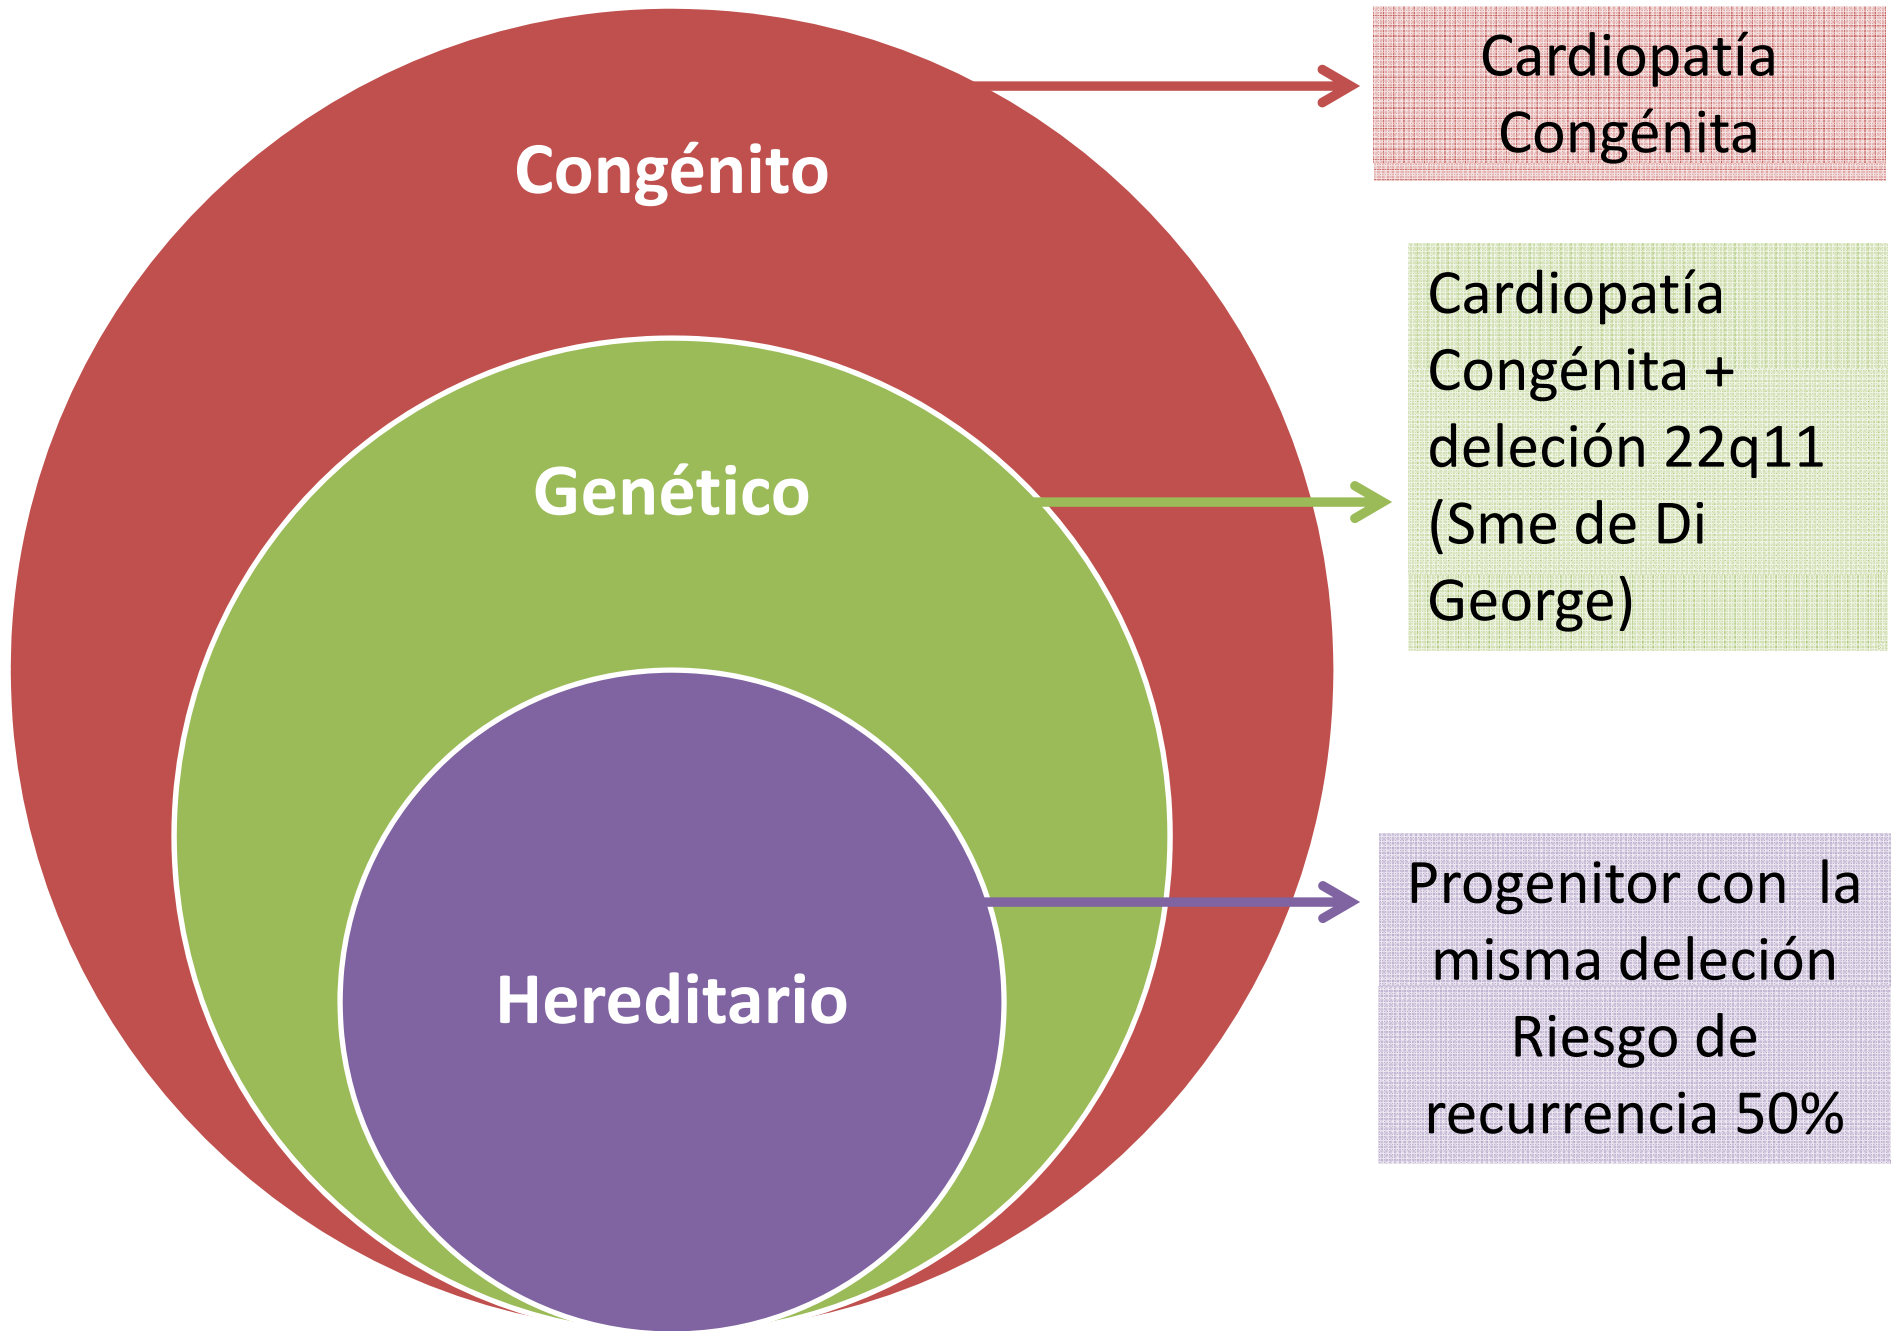 Congénito
Genético
Hereditario
Cardiopatía
Congénita
Cardiopatía
Congénita +
deleción 22q11
(Sme de Di
George)
Progenitor con  la
misma deleción
Riesgo de
recurrencia 50%